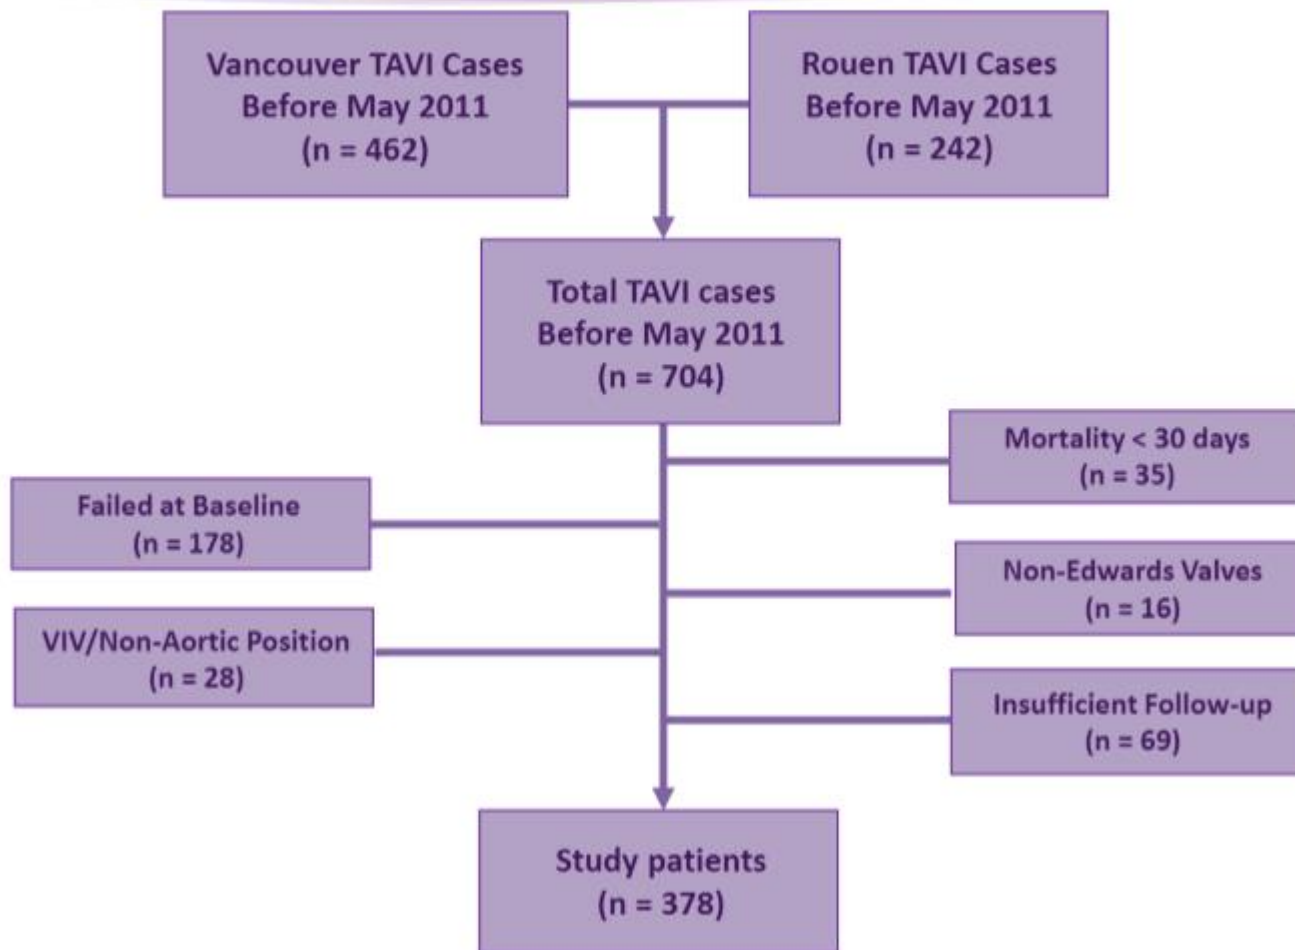 Vancouver TAVI Cases
Before May 2011
(n = 462)
Rouen TAVI Cases
Before May 2011
(n = 242)
Total TAVI cases
Before May 2011
(n = 704)
Mortality < 30 days
(n = 35)
Failed at Baseline
(n = 178)
Non-Edwards Valves
(n = 16)
VIV/Non-Aortic Position
(n = 28)
Insufficient Follow-up
(n = 69)
Study patients
(n = 378)